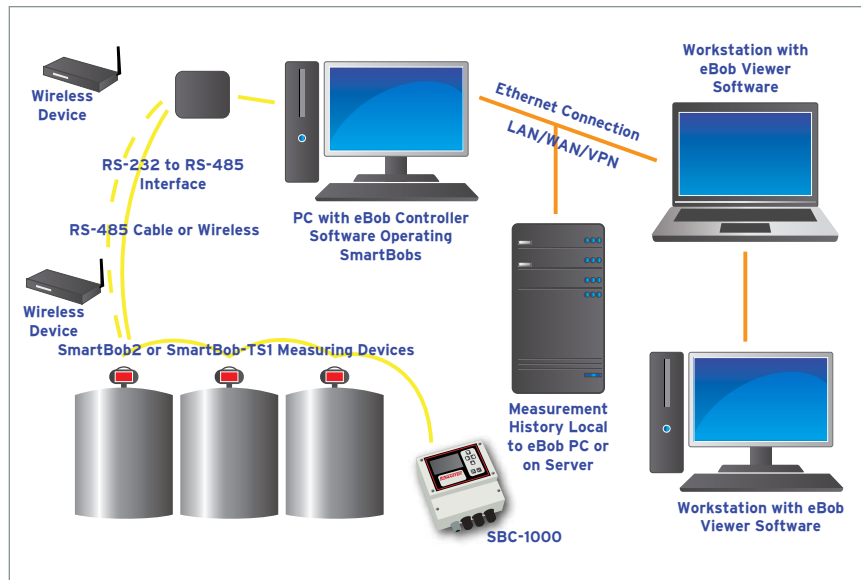 Workstation with
eBob Viewer
Software
Wireless
Device
Ethernet Connection
LAN/WAN/VPN
RS-232 to RS-485
Interface
RS-485 Cable or Wireless
PC with eBob Controller
Software Operating
SmartBobs
Wireless
Device
SmartBob2 or SmartBob-TS1 Measuring Devices
Measurement
History Local
to eBob PC or
on Server
SBC-1000
Workstation with eBob
Viewer Software